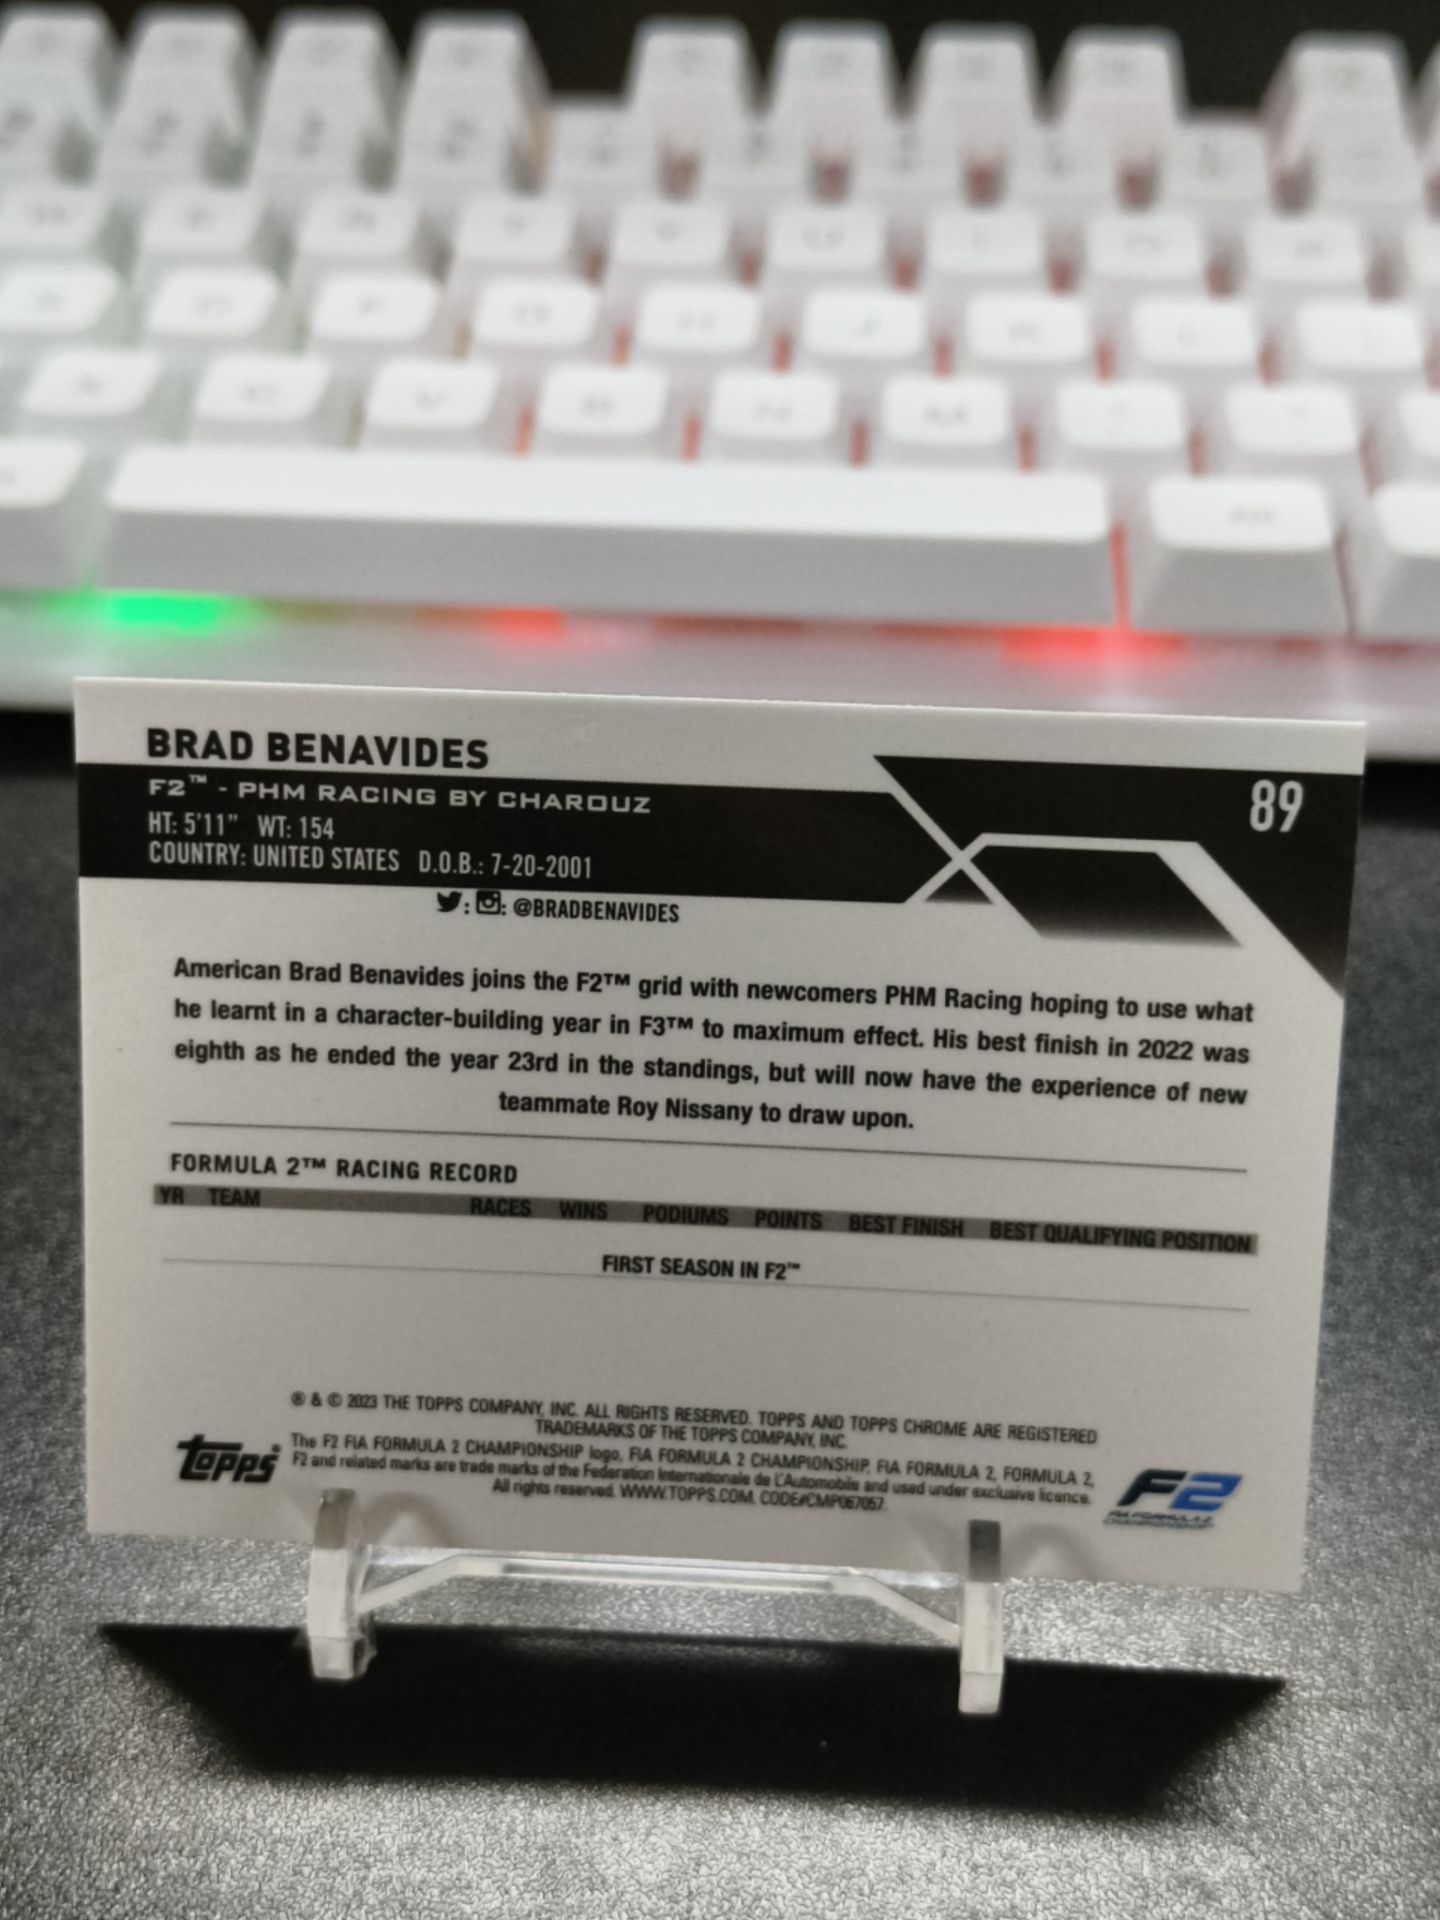 BRAD BENAVIDES
F2™ - PHM RACING BY CHAROUZ
89
HT: 5'11" WT: 154
COUNTRY: UNITED STATES D.O.B.: 7-20-2001
: : @BRADBENAVIDES
American Brad Benavides joins the F2™ grid with newcomers PHM Racing hoping to use what
he learnt in a character-building year in F3™ to maximum effect. His best finish in 2022 was
eighth as he ended the year 23rd in the standings, but will now have the experience of new
teammate Roy Nissany to draw upon.
FORMULA 2™ RACING RECORD
YR TEAM RACES WINS PODIUMS POINTS BEST FINISH BEST QUALIFYING POSITION
FIRST SEASON IN F2™
® & © 2023 THE TOPPS COMPANY, INC. ALL RIGHTS RESERVED. TOPPS AND TOPPS CHROME ARE REGISTERED
TRADEMARKS OF THE TOPPS COMPANY, INC.
The F2 FIA FORMULA 2 CHAMPIONSHIP logo, FIA FORMULA 2 CHAMPIONSHIP, FIA FORMULA 2, FORMULA 2,
F2 and related marks are trade marks of the Federation Internationale de L'Automobile and used under exclusive licence.
All rights reserved. WWW.TOPPS.COM. CODE#CMP067057
topps®
F2
FIA FORMULA 2
CHAMPIONSHIP